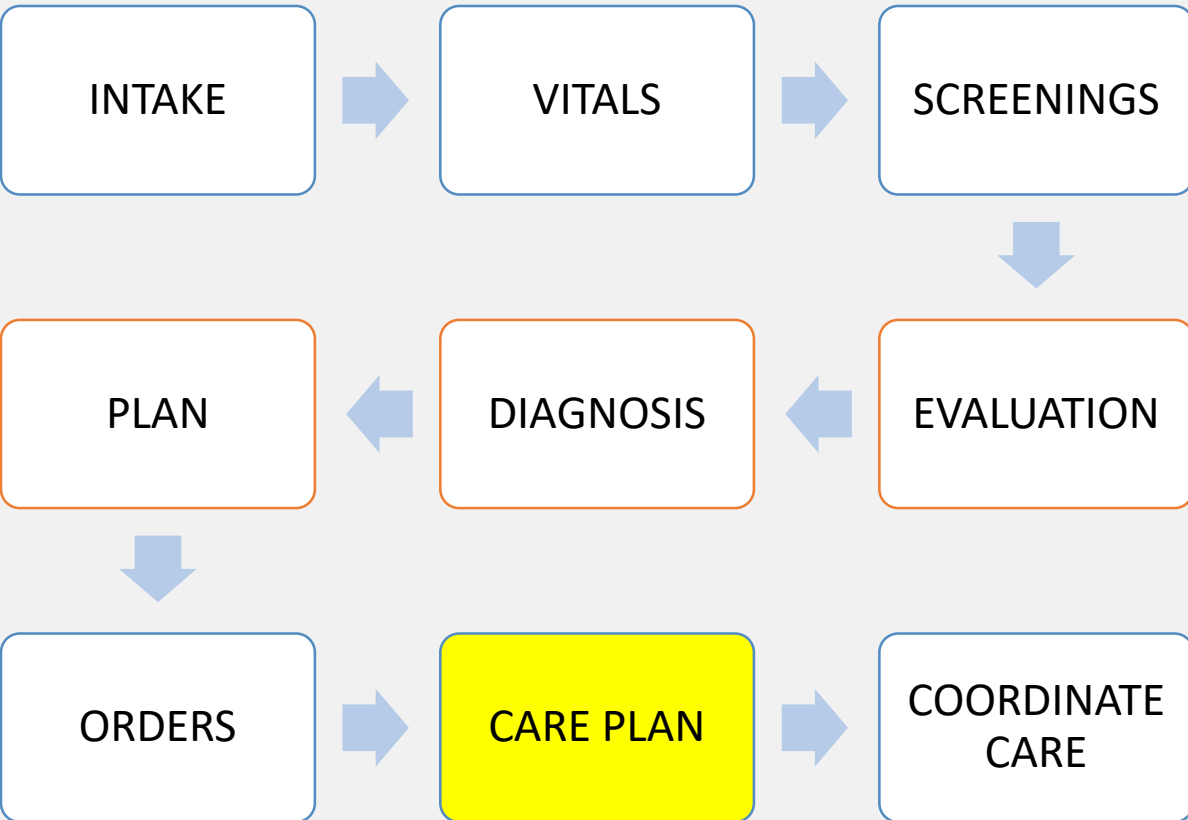 INTAKE
VITALS
SCREENINGS
PLAN
DIAGNOSIS
EVALUATION
ORDERS
CARE PLAN
COORDINATE
CARE